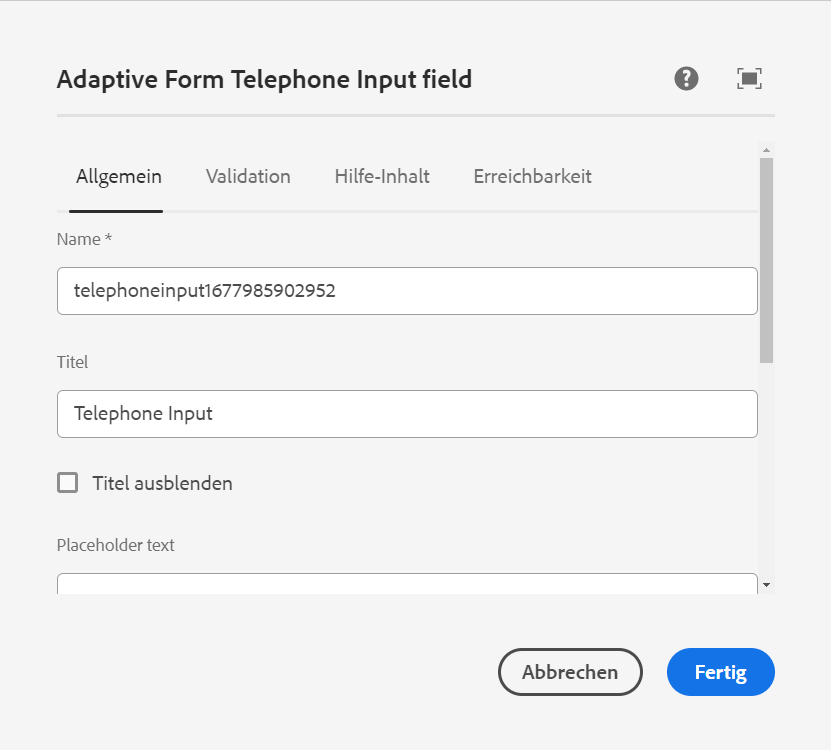 Adaptive Form Telephone Input field
Allgemein Validation Hilfe-Inhalt Erreichbarkeit
Name *
telephoneinput1677985902952
Titel
Telephone Input
Titel ausblenden
Placeholder text
Abbrechen Fertig